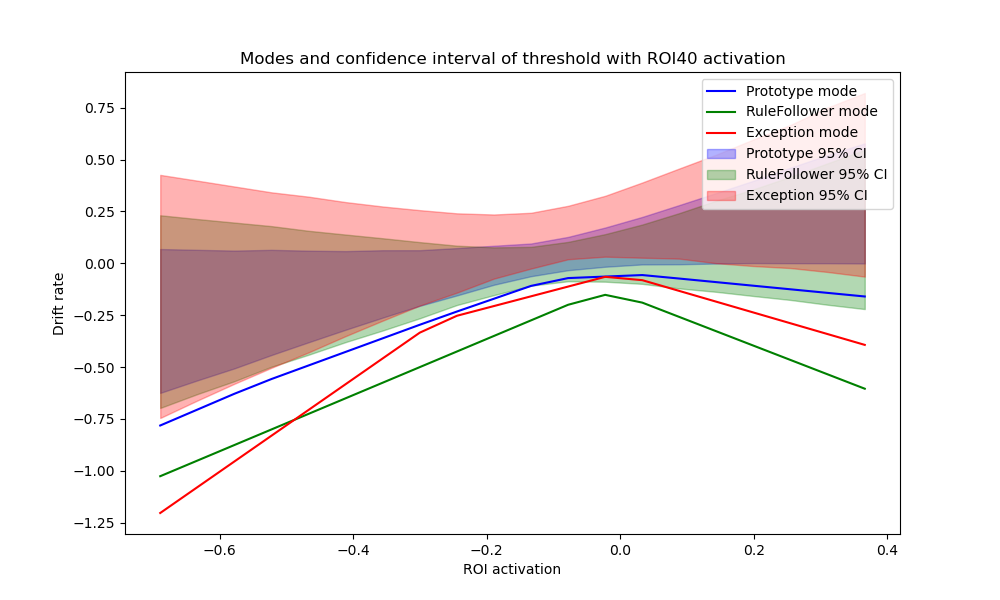 Modes and confidence interval of threshold with ROI40 activation
Prototype mode
RuleFollower mode
Exception mode
Prototype 95% CI
RuleFollower 95% CI
Exception 95% CI
0.75
0.50
0.25
0.00
−0.25
−0.50
−0.75
−1.00
−1.25
Drift rate
−0.6
−0.4
−0.2
0.0
0.2
0.4
ROI activation